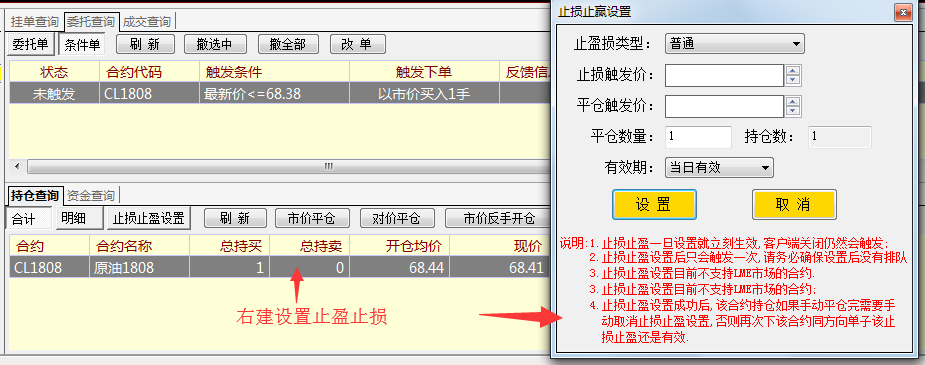 挂单查询 委托查询 成交查询
委托单 条件单 刷 新 撤选中 撤全部 改 单
状态 合约代码 触发条件 触发下单 反馈信
未触发 CL1808 最新价<=68.38 以市价买入1手
持仓查询 资金查询
合计 明细 止损止盈设置 刷 新 市价平仓 对价平仓 市价反手开仓
合约 合约名称 总持买 总持卖 开仓均价 现价
CL1808 原油1808 1 0 68.44 68.41
右建设置止盈止损
止损止赢设置
止盈损类型： 普通
止损触发价：
平仓触发价：
平仓数量： 1 持仓数： 1
有效期： 当日有效
设 置 取 消
说明:1. 止损止盈一旦设置就立刻生效, 客户端关闭仍然会触发;
2. 止损止盈设置后只会触发一次, 请务必确保设置后没有排队
3. 止损止盈设置目前不支持LME市场的合约.
3. 止损止盈设置目前不支持LME市场的合约;
4. 止损止盈设置成功后, 该合约持仓如果手动平仓完需要手
动取消止损止盈设置, 否则再次下该合约同方向单子该止
损止盈还是有效.